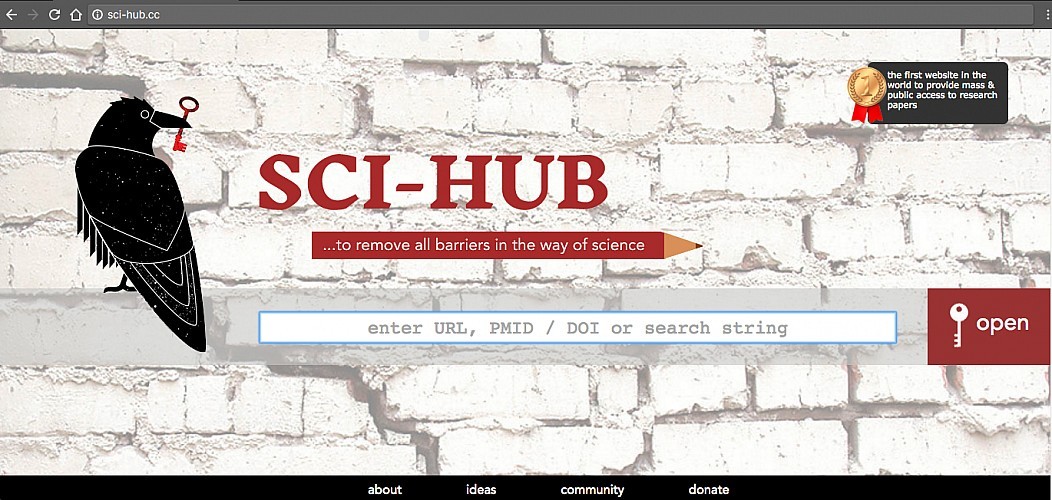 sci-hub.cc
the first website in the
world to provide mass &
public access to research
papers
1
SCI-HUB
...to remove all barriers in the way of science
enter URL, PMID / DOI or search string
open
about ideas community donate